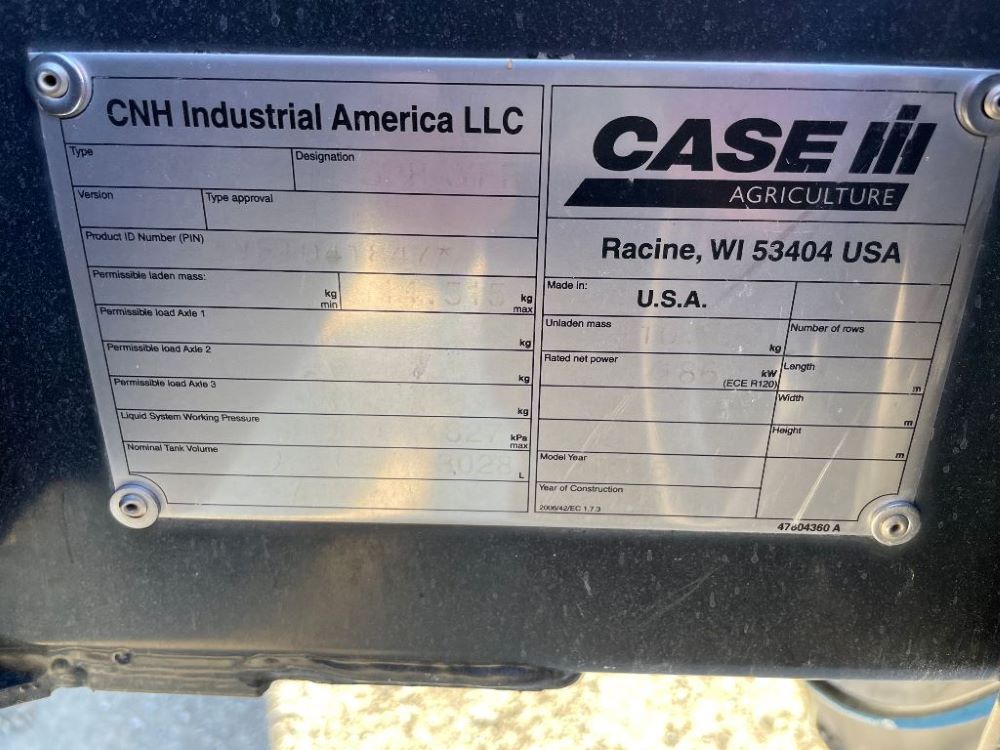 CNH Industrial America LLC
CASE IH
AGRICULTURE
Type
Designation
Version
Type approval
Racine, WI 53404 USA
Product ID Number (PIN)
Permissible laden mass:
kg
min
kg
max
Made in:
U.S.A.
Permissible load Axle 1
kg
Unladen mass
kg
Number of rows
Permissible load Axle 2
kg
Rated net power
kW
(ECE R120)
Length
m
Permissible load Axle 3
kg
Width
m
Liquid System Working Pressure
kPa
max
Height
m
Nominal Tank Volume
3028
L
Model Year
Year of Construction
2006/42/EC 1.7.3
47804360 A